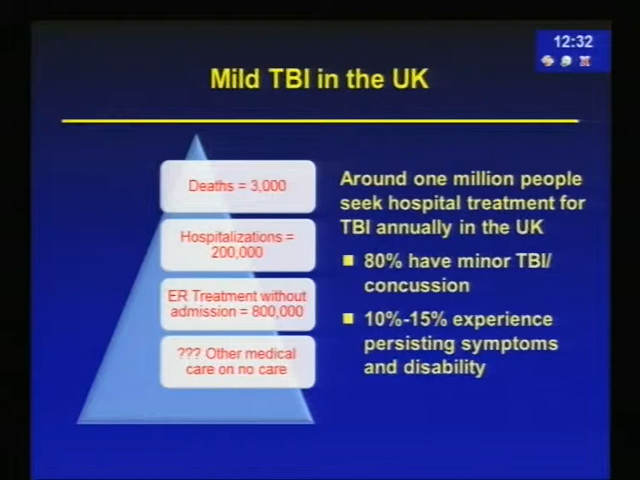 12:32
Mild TBI in the UK
Deaths = 3,000
Hospitalizations =
200,000
ER Treatment without
admission = 800,000
??? Other medical
care on no care
Around one million people
seek hospital treatment for
TBI annually in the UK
80% have minor TBI/
concussion
10%-15% experience
persisting symptoms
and disability